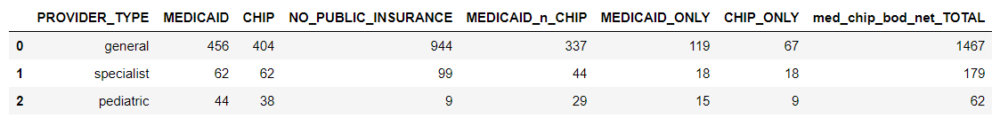 PROVIDER_TYPE MEDICAID CHIP NO_PUBLIC_INSURANCE MEDICAID_n_CHIP MEDICAID_ONLY CHIP_ONLY med_chip_bod_net_TOTAL
0 general 456 404 944 337 119 67 1467
1 specialist 62 62 99 44 18 18 179
2 pediatric 44 38 9 29 15 9 62